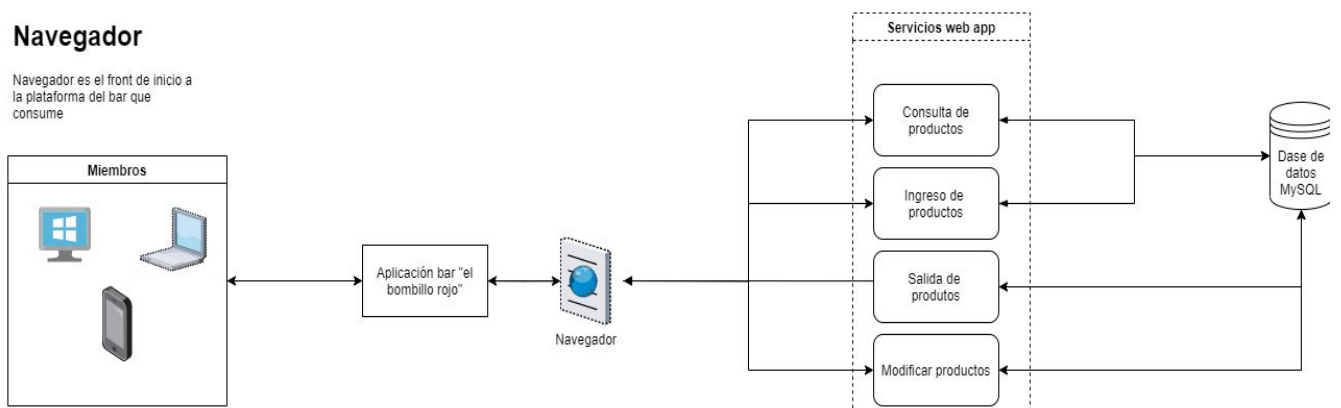 Navegador
Navegador es el front de inicio a
la plataforma del bar que
consume
Miembros
Aplicación bar "el
bombillo rojo"
Navegador
Servicios web app
Consulta de
productos
Ingreso de
productos
Salida de
produtos
Modificar productos
Dase de
datos
MySQL